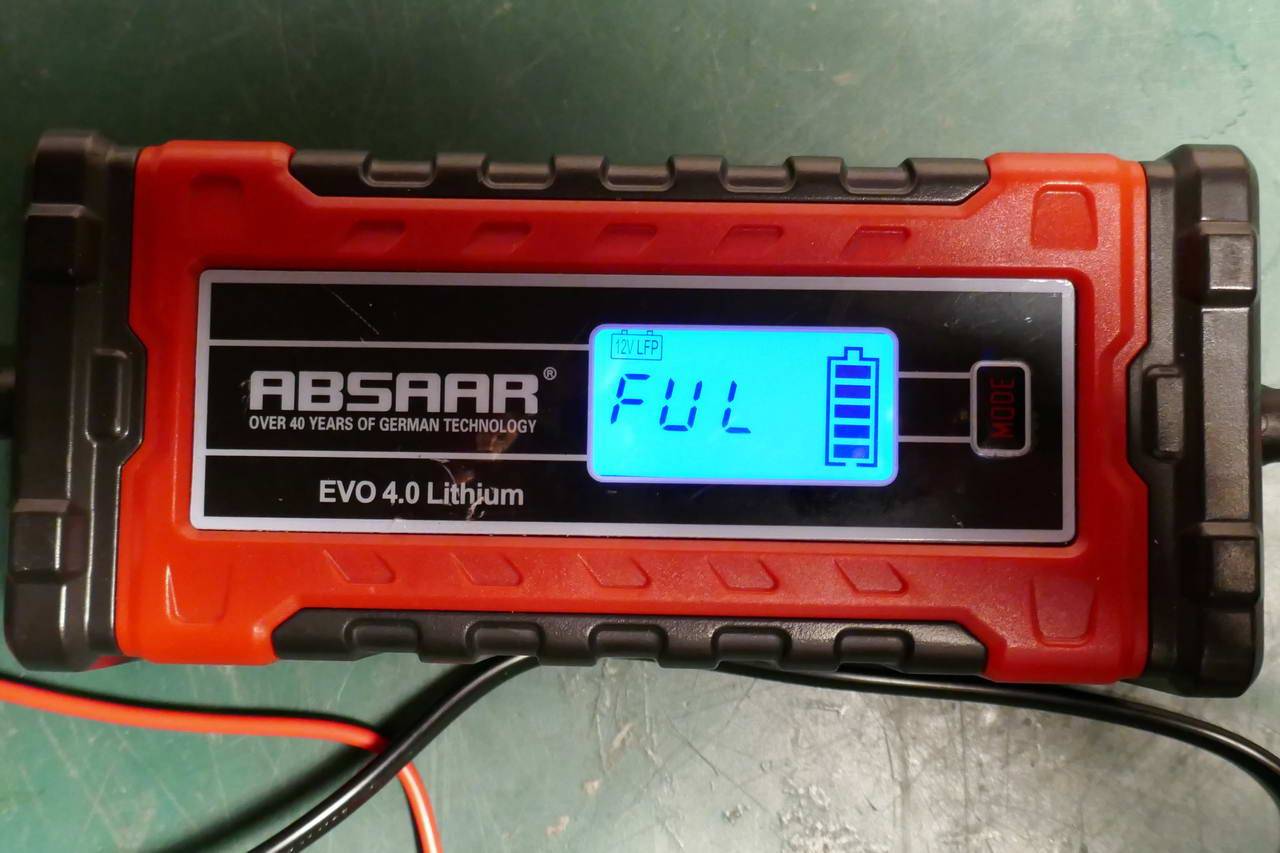 ABSAAR®
OVER 40 YEARS OF GERMAN TECHNOLOGY
EVO 4.0 Lithium
12V LFP
FUL
MODE